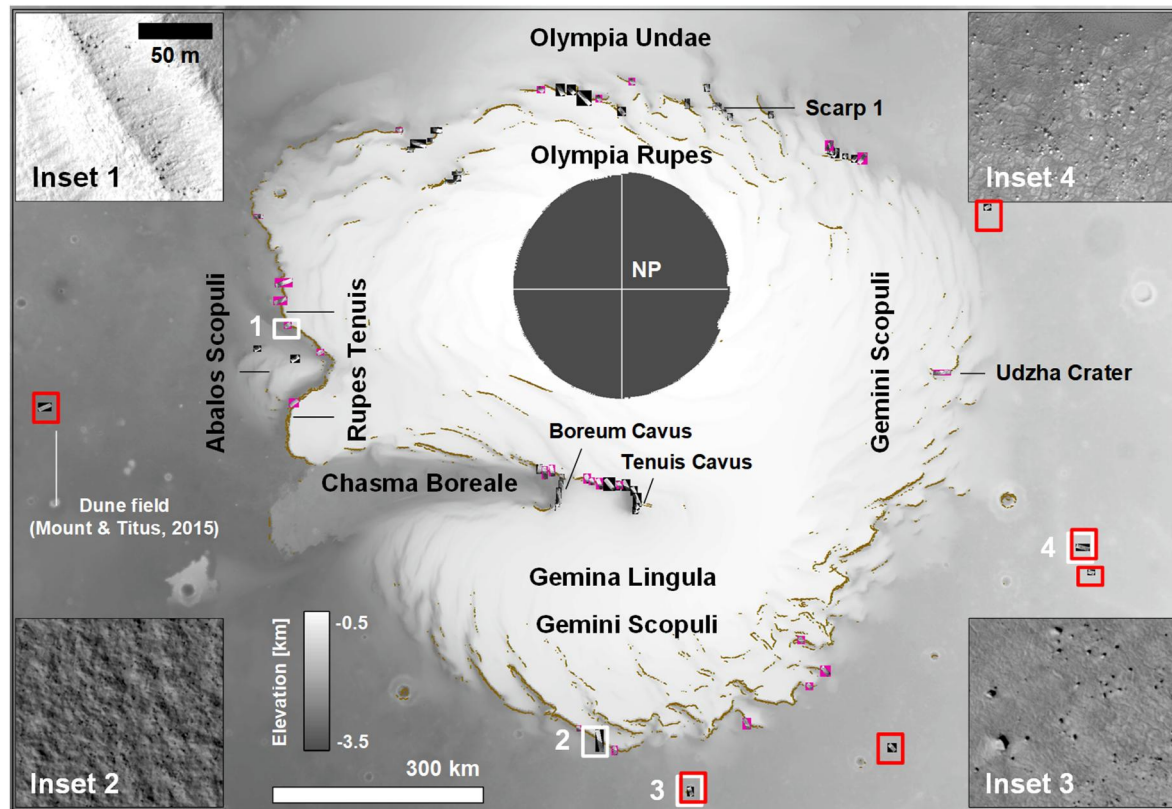 50 m
Inset 1
Olympia Undae
Scarp 1
Inset 4
Olympia Rupes
NP
Abalos Scopuli
Rupes Tenuis
1
Gemini Scopuli
Udzha Crater
Boreum Cavus
Tenuis Cavus
Chasma Boreale
Dune field
(Mount & Titus, 2015)
4
Gemina Lingula
Gemini Scopuli
Elevation [km]
-0.5
-3.5
2
300 km
3
Inset 2
Inset 3